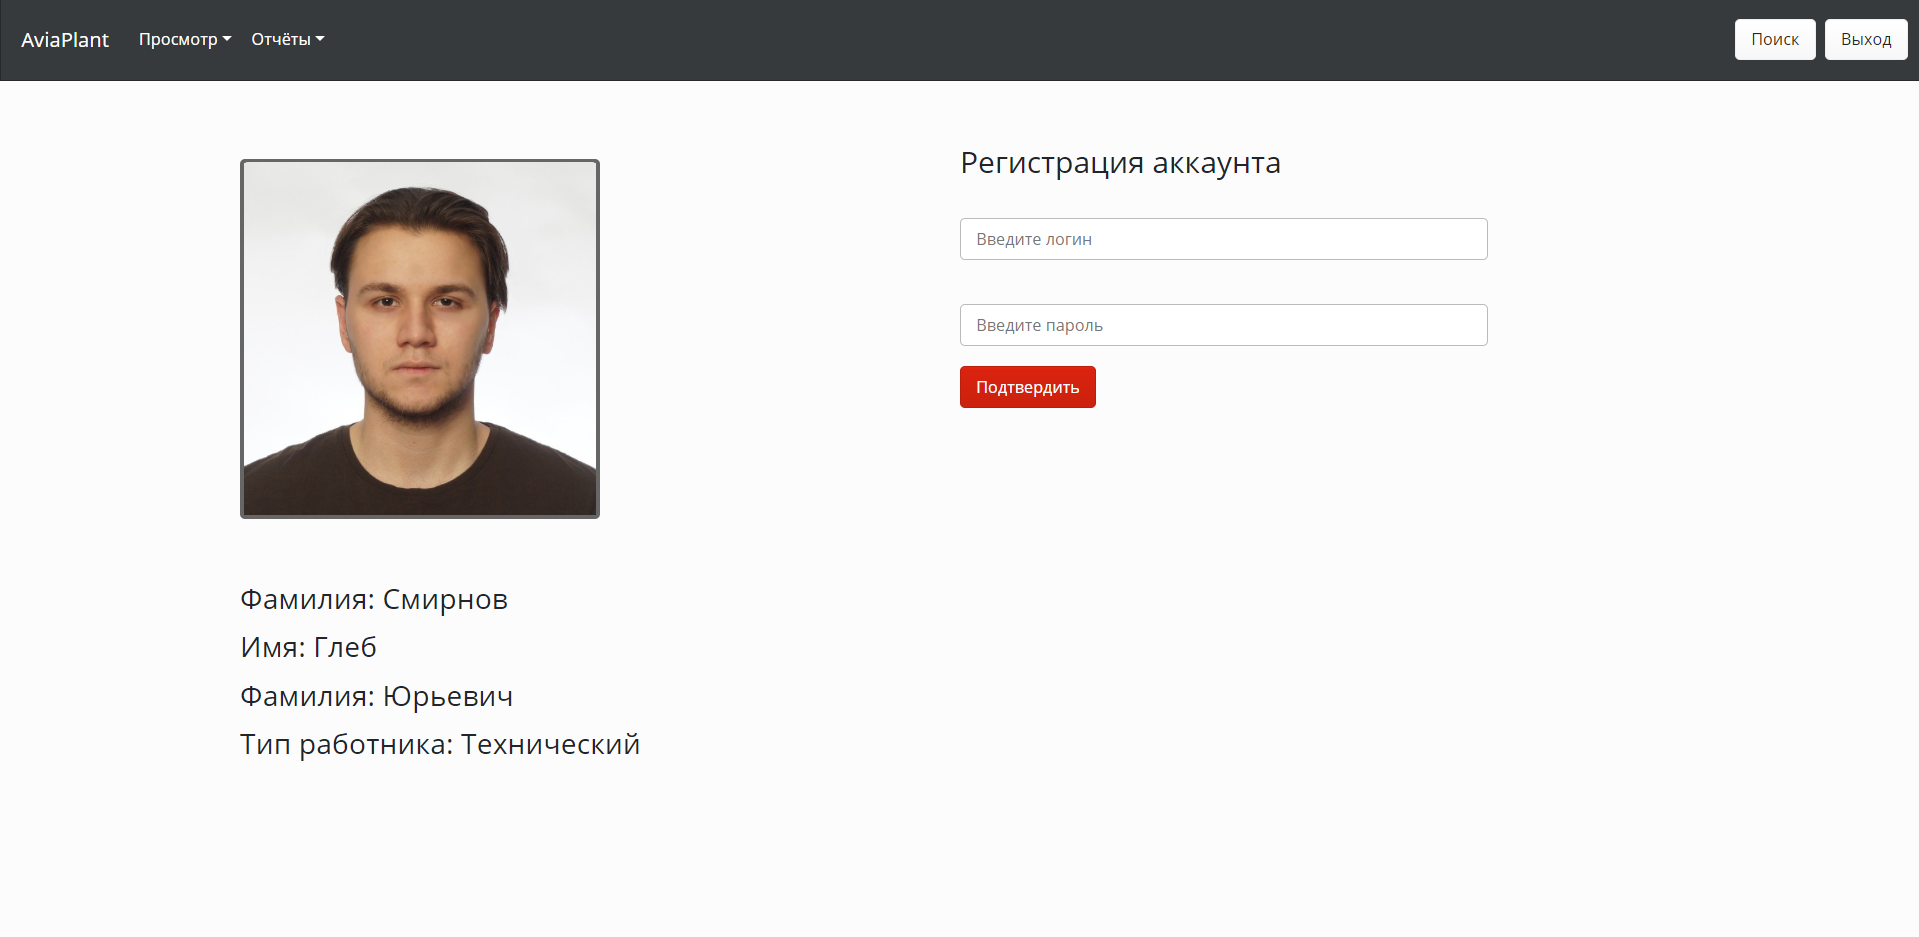 AviaPlant Просмотр Отчёты Поиск Выход
Регистрация аккаунта
Введите логин
Введите пароль
Подтвердить
Фамилия: Смирнов
Имя: Глеб
Фамилия: Юрьевич
Тип работника: Технический